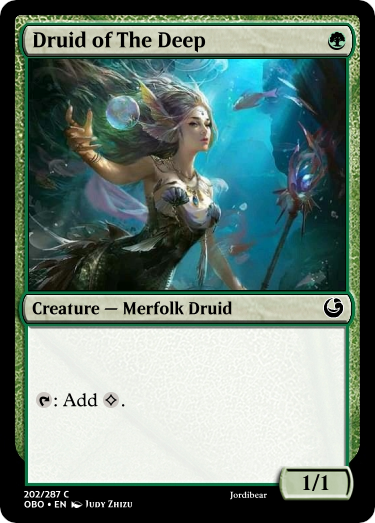 Druid of The Deep
Creature — Merfolk Druid
: Add .
1/1
202/287 C
OBO • EN Judy Zhizu
Jordibear